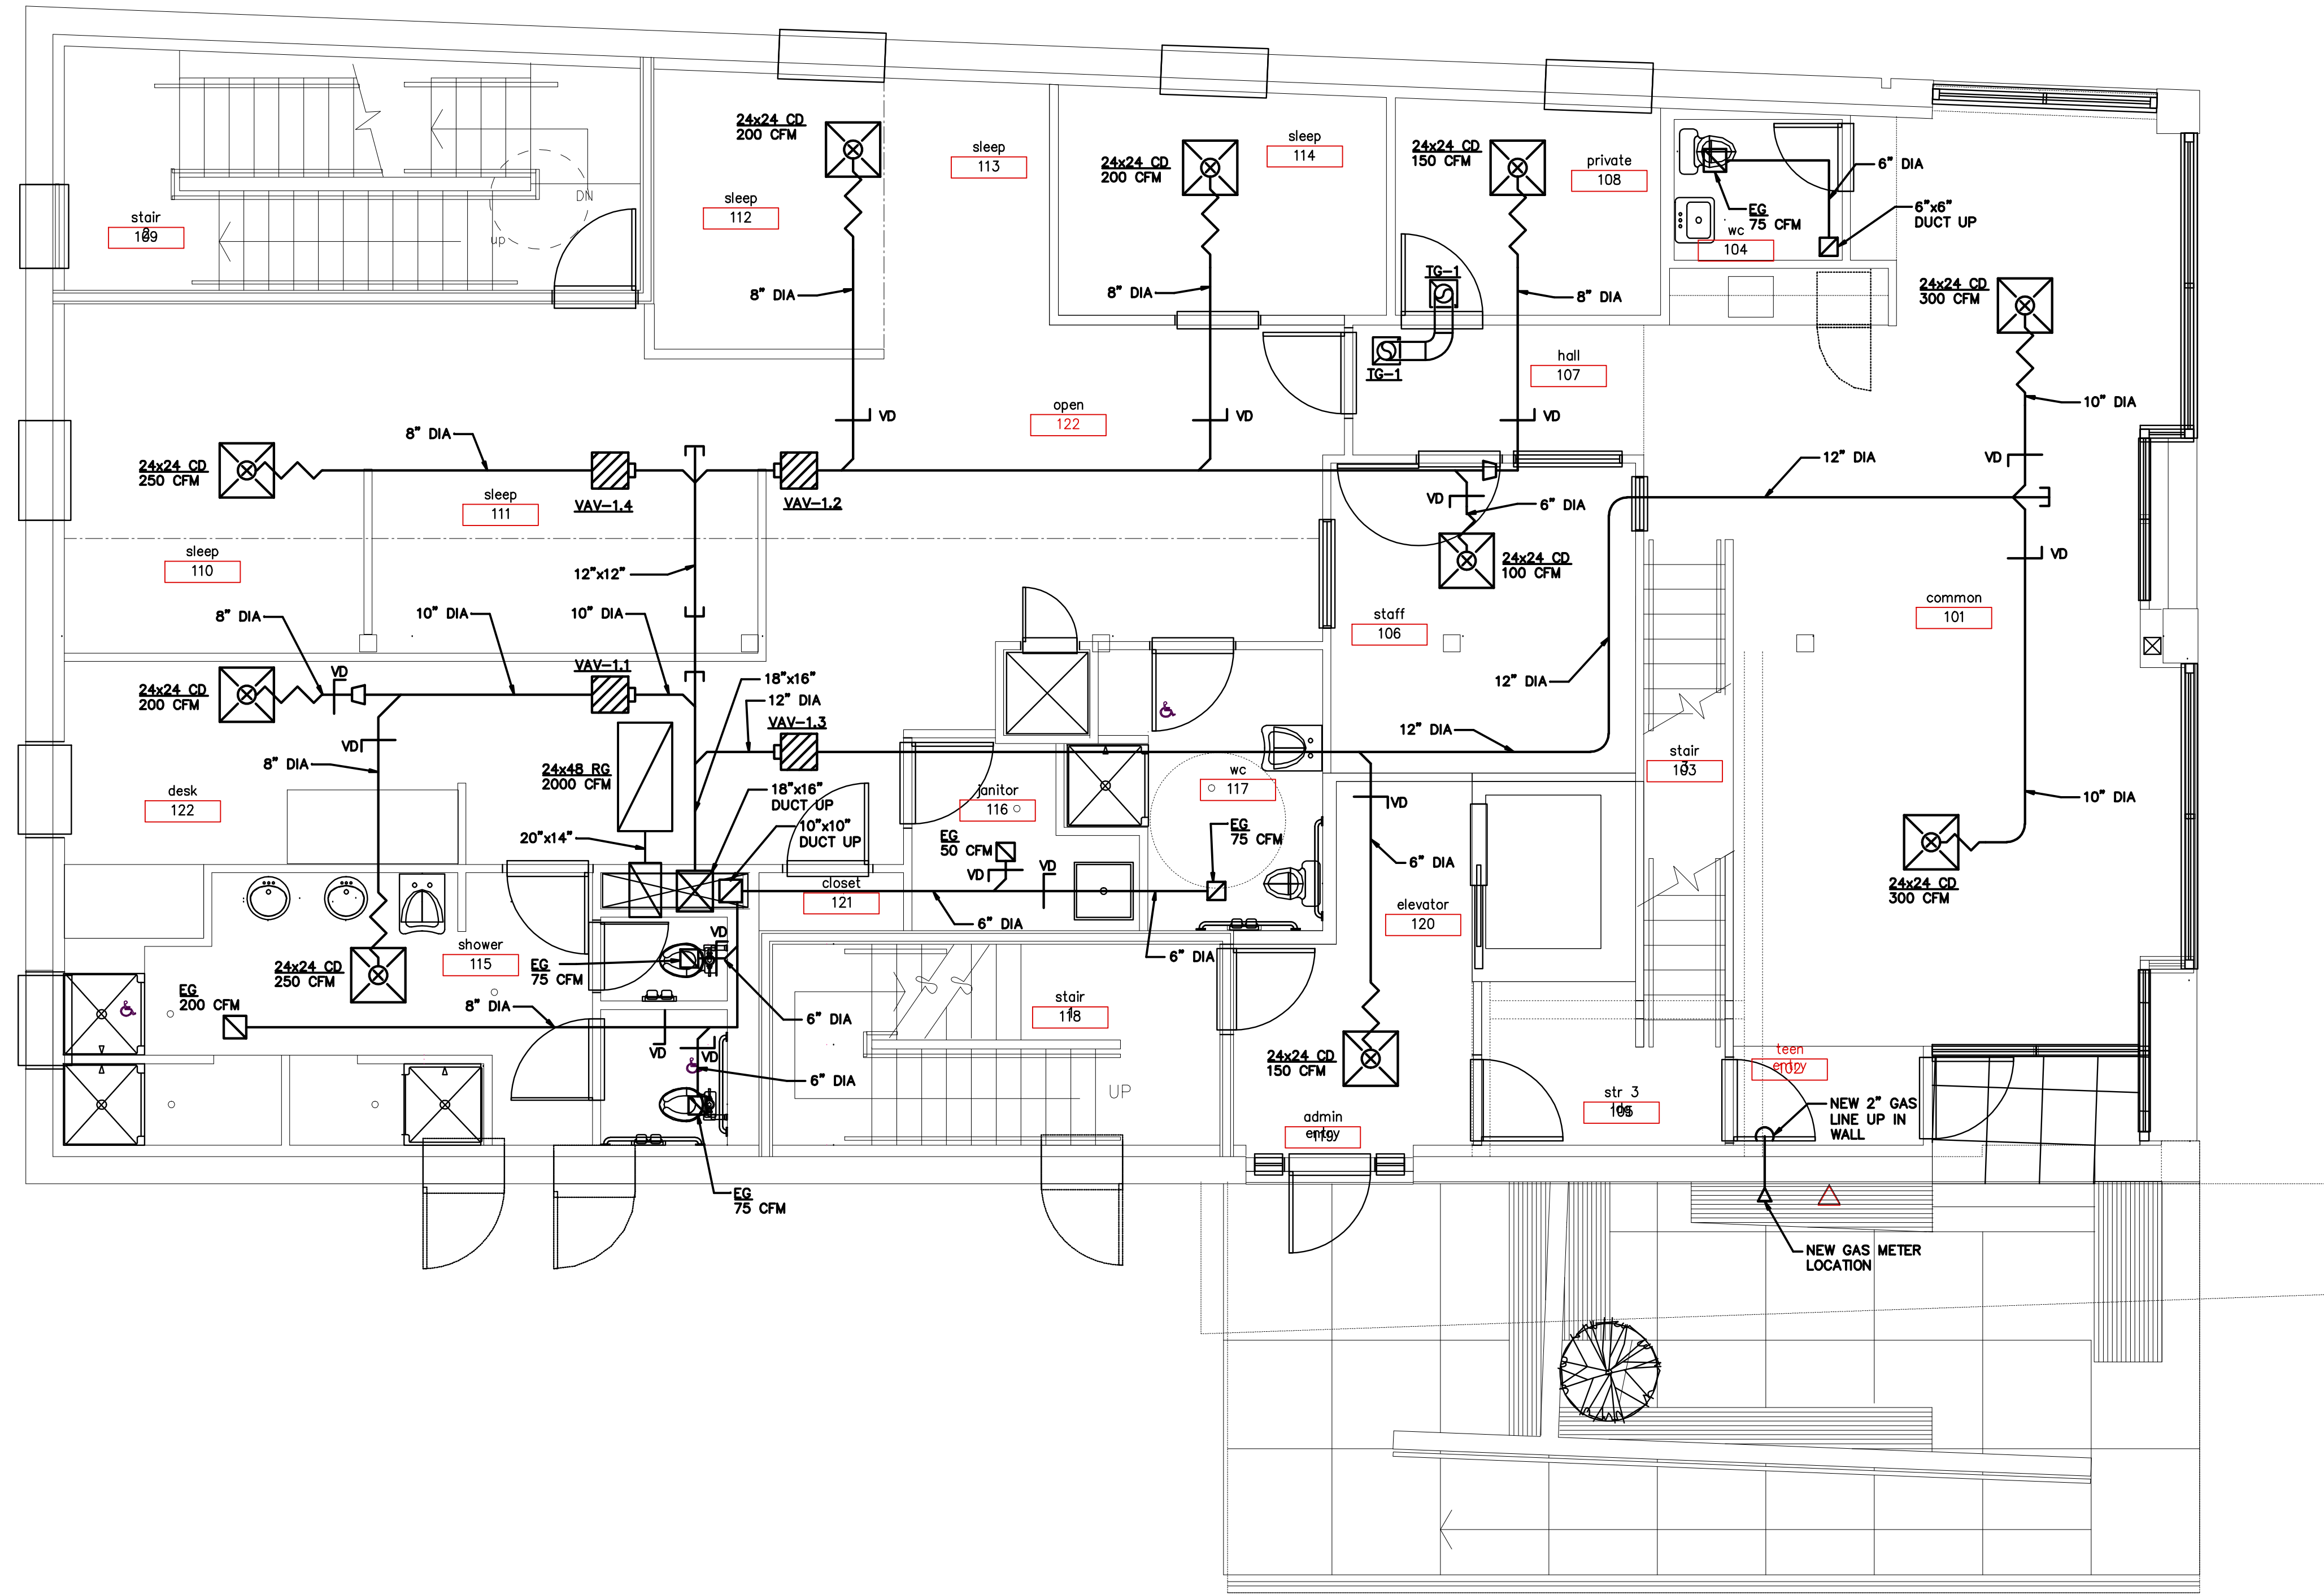 24x24 CD
200 CFM
sleep
113
sleep
114
24x24 CD
200 CFM
24x24 CD
150 CFM
private
108
6" DIA
EG
75 CFM
wc
104
6"x6"
DUCT UP
stair
DN
up
sleep
112
8" DIA
8" DIA
8" DIA
TG-1
TG-1
24x24 CD
300 CFM
hall
107
10" DIA
open
122
VD
VD
VD
8" DIA
24x24 CD
250 CFM
VAV-1.4
VAV-1.2
sleep
111
VD
6" DIA
12" DIA
VD
24x24 CD
100 CFM
VD
sleep
110
12"x12"
8" DIA
10" DIA
10" DIA
staff
106
common
101
24x24 CD
200 CFM
VD
VAV-1.1
18"x16"
12" DIA
VAV-1.3
12" DIA
12" DIA
VD
8" DIA
24x48 RG
2000 CFM
stair
desk
122
18"x16"
DUCT UP
10"x10"
DUCT UP
20"x14"
janitor
116
wc
117
VD
10" DIA
EG
50 CFM
EG
75 CFM
VD
VD
6" DIA
closet
121
6" DIA
6" DIA
elevator
120
24x24 CD
300 CFM
shower
115
VD
24x24 CD
250 CFM
EG
75 CFM
EG
200 CFM
8" DIA
6" DIA
stair
118
VD
VD
6" DIA
UP
24x24 CD
150 CFM
teen
entry
102
str 3
admin
entry
NEW 2" GAS
LINE UP IN
WALL
EG
75 CFM
NEW GAS METER
LOCATION